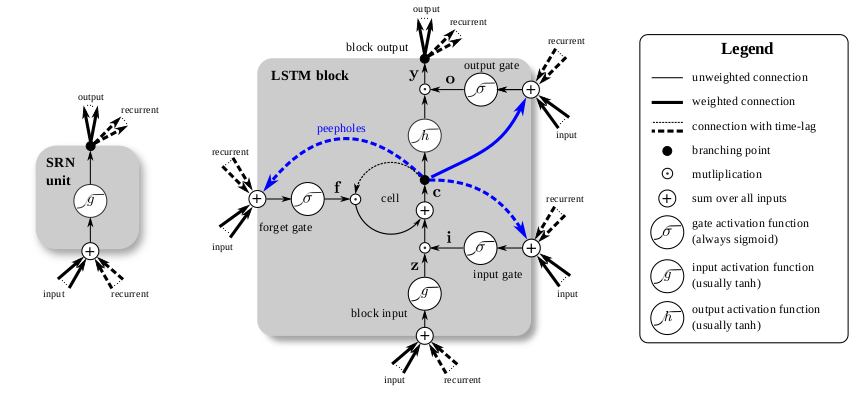 output
recurrent
SRN
unit
g
+
input
recurrent
output
recurrent
block output
LSTM block
y
o
output gate
σ
+
recurrent
input
h
peepholes
recurrent
+
input
σ
forget gate
f
cell
c
+
i
σ
input gate
+
recurrent
input
z
g
block input
+
input
recurrent
Legend
unweighted connection
weighted connection
connection with time-lag
branching point
mutliplication
+ sum over all inputs
σ gate activation function
(always sigmoid)
g input activation function
(usually tanh)
h output activation function
(usually tanh)